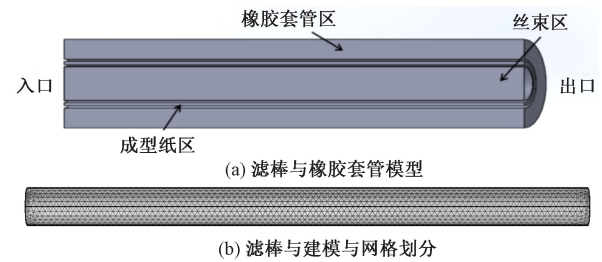 橡胶套管区
丝束区
入口
出口
成型纸区
(a) 滤棒与橡胶套管模型
(b) 滤棒与建模与网格划分